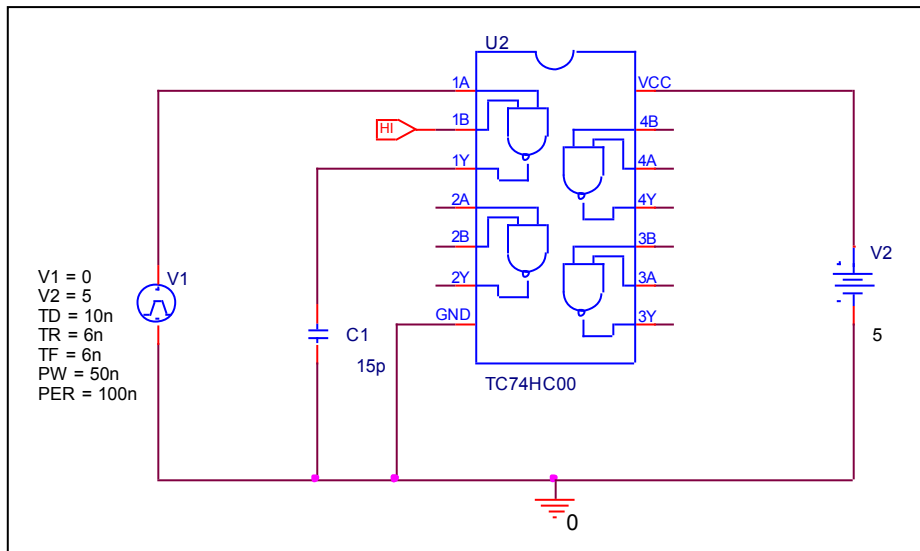 U2
1A
VCC
1B
4B
HI
1Y
4A
2A
4Y
2B
3B
2Y
3A
GND
3Y
V1 = 0
V2 = 5
TD = 10n
TR = 6n
TF = 6n
PW = 50n
PER = 100n
V1
C1
15p
V2
5
TC74HC00
0